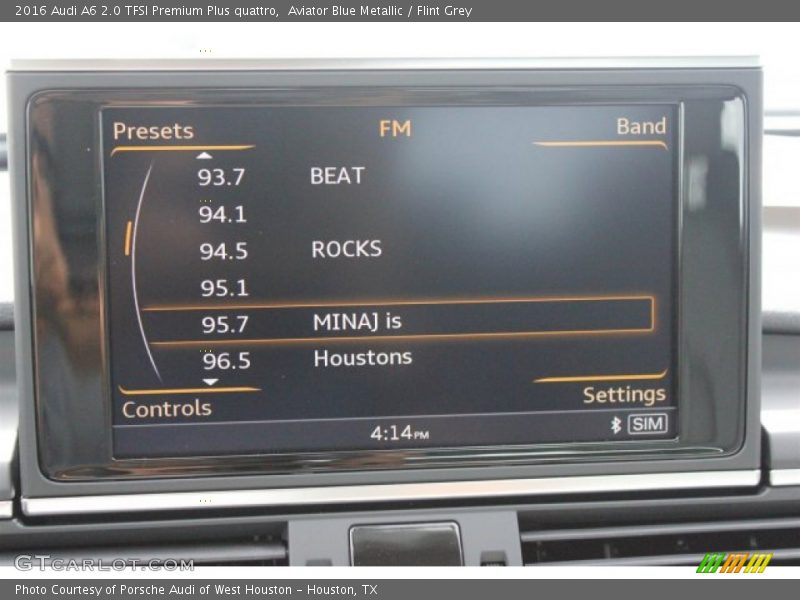 2016 Audi A6 2.0 TFSI Premium Plus quattro,  Aviator Blue Metallic / Flint Grey
Presets FM Band
93.7 BEAT
94.1
94.5 ROCKS
95.1
95.7 MINAJ is
96.5 Houstons
Controls Settings
4:14 PM SIM
GTCARLOT.COM
Photo Courtesy of Porsche Audi of West Houston – Houston, TX